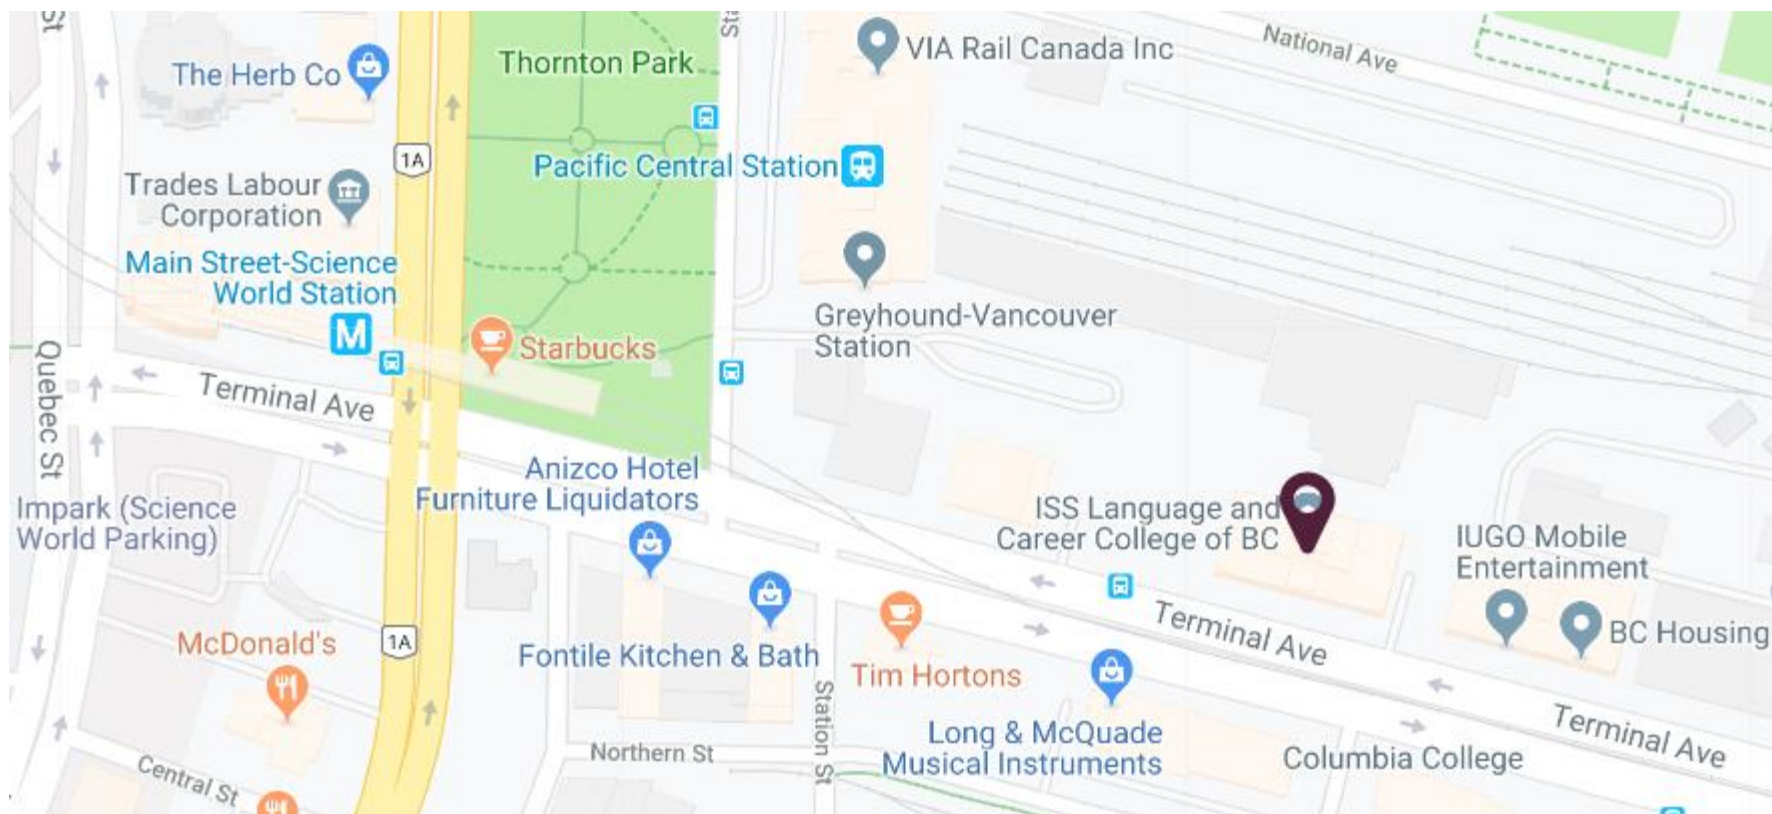 St
Sta
National Ave
VIA Rail Canada Inc
Thornton Park
The Herb Co
1A
Pacific Central Station
Trades Labour
Corporation
Main Street-Science
World Station
M
Greyhound-Vancouver
Station
Starbucks
Quebec St
Terminal Ave
Anizco Hotel
Furniture Liquidators
Impark (Science
World Parking)
ISS Language and
Career College of BC
IUGO Mobile
Entertainment
BC Housing
McDonald's
1A
Fontile Kitchen & Bath
Tim Hortons
Terminal Ave
Station St
Long & McQuade
Musical Instruments
Columbia College
Terminal Ave
Northern St
Central St